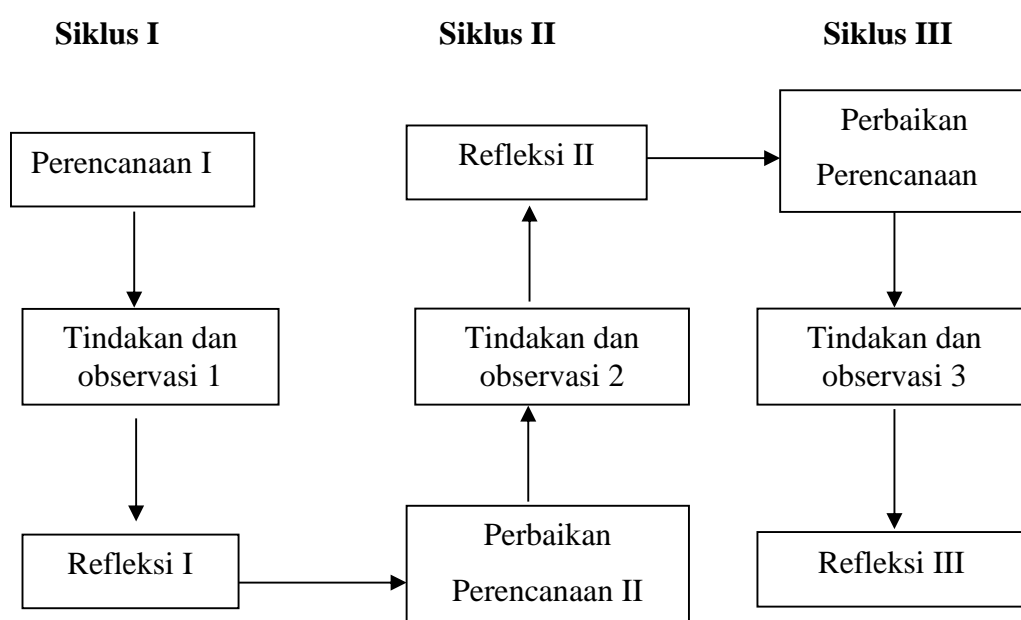 Siklus I
Siklus II
Siklus III
Perencanaan I
Refleksi II
Perbaikan
Perencanaan
Tindakan dan
observasi 1
Tindakan dan
observasi 2
Tindakan dan
observasi 3
Refleksi I
Perbaikan
Perencanaan II
Refleksi III